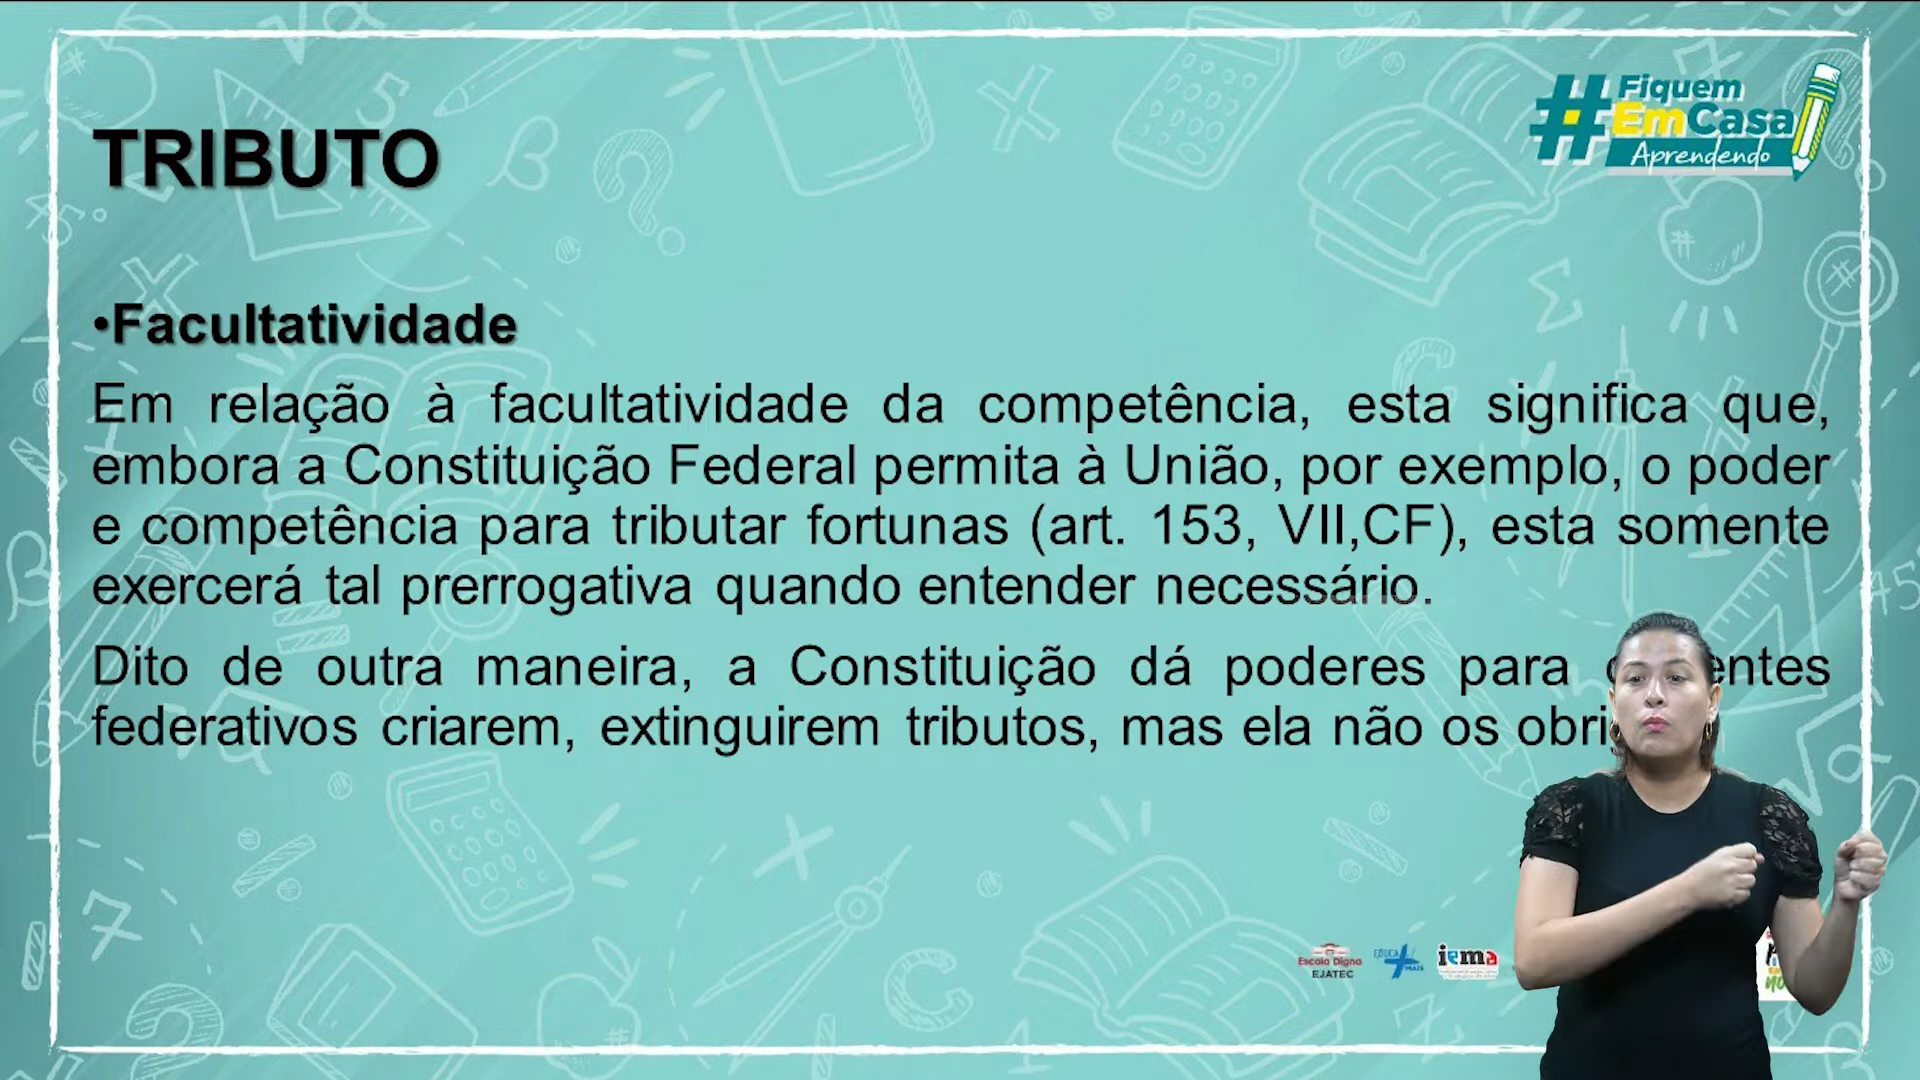 #Fiquem
EmCasa
Aprendendo
TRIBUTO
•Facultatividade
Em relação à facultatividade da competência, esta significa que,
embora a Constituição Federal permita à União, por exemplo, o poder
e competência para tributar fortunas (art. 153, VII,CF), esta somente
exercerá tal prerrogativa quando entender necessário.
Dito de outra maneira, a Constituição dá poderes para entes
federativos criarem, extinguirem tributos, mas ela não os
Escola Digna
EJATEC
EDUCA
MAIS
iema